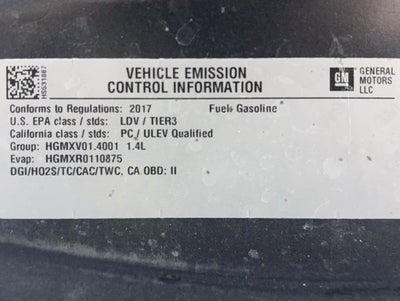 VEHICLE EMISSION
CONTROL INFORMATION
GM
GENERAL
MOTORS
LLC
Conforms to Regulations: 2017 Fuel: Gasoline
U.S. EPA class / stds: LDV / TIER3
California class / stds: PC / ULEV Qualified
Group: HGMXV01.4001 1.4L
Evap: HGMXR0110875
DGI/HO2S/TC/CAC/TWC, CA OBD: II